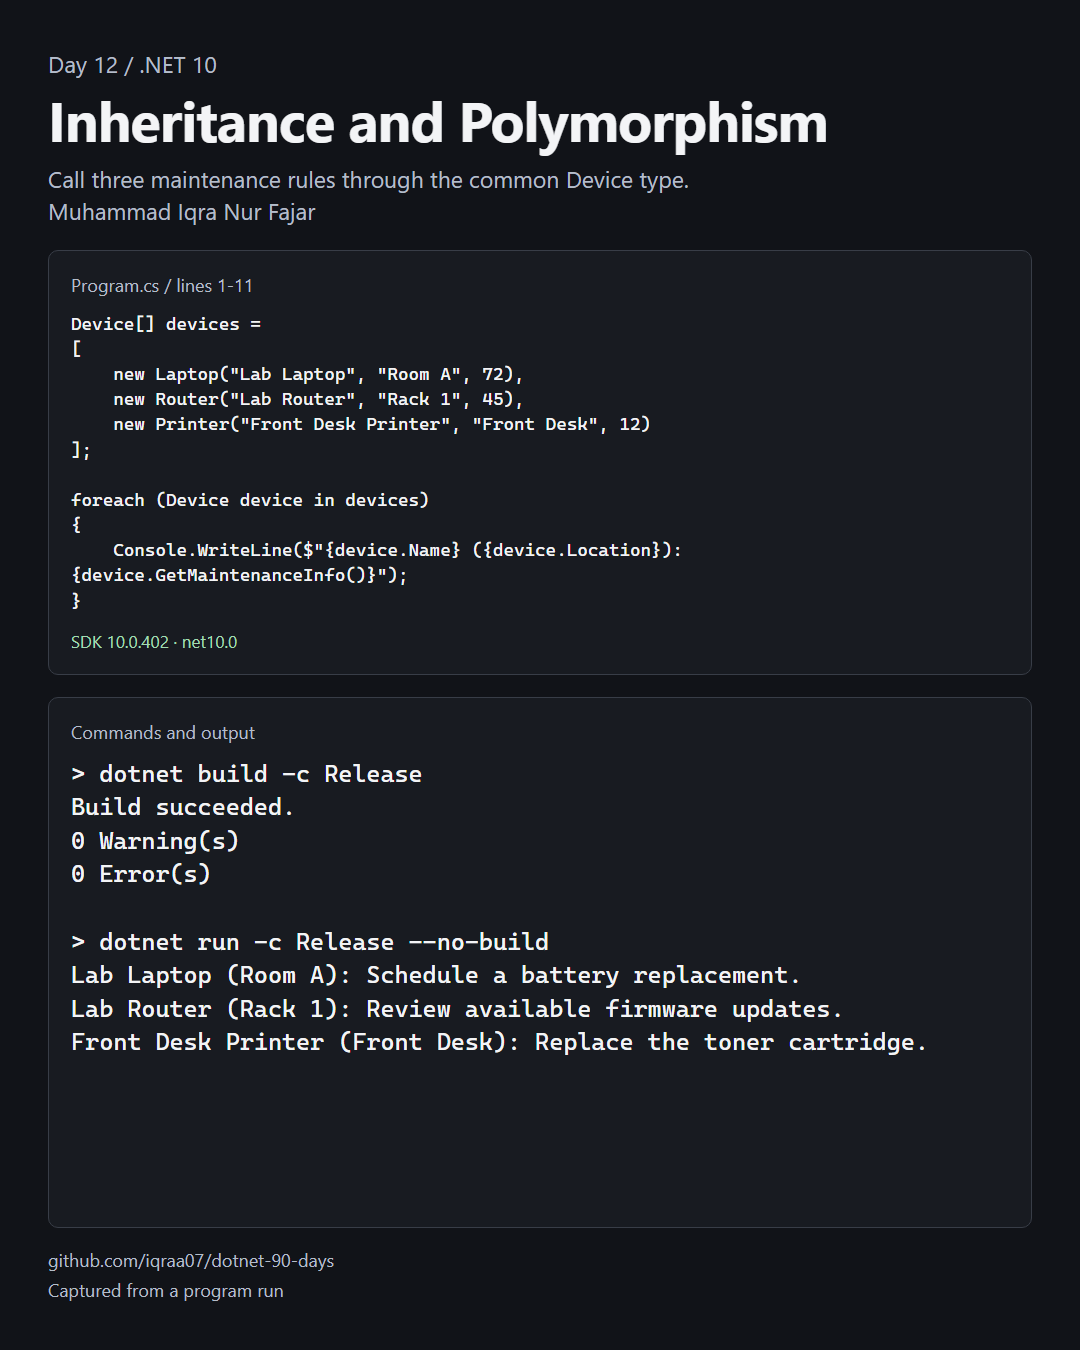 Day 12 / .NET 10
Inheritance and Polymorphism
Call three maintenance rules through the common Device type.
Muhammad Iqra Nur Fajar
Program.cs / lines 1-11
Device[] devices =
[
    new Laptop("Lab Laptop", "Room A", 72),
    new Router("Lab Router", "Rack 1", 45),
    new Printer("Front Desk Printer", "Front Desk", 12)
];

foreach (Device device in devices)
{
    Console.WriteLine($"{device.Name} ({device.Location}):
{device.GetMaintenanceInfo()}");
}
SDK 10.0.402 · net10.0
Commands and output
> dotnet build -c Release
Build succeeded.
0 Warning(s)
0 Error(s)

> dotnet run -c Release --no-build
Lab Laptop (Room A): Schedule a battery replacement.
Lab Router (Rack 1): Review available firmware updates.
Front Desk Printer (Front Desk): Replace the toner cartridge.
github.com/iqraa07/dotnet-90-days
Captured from a program run